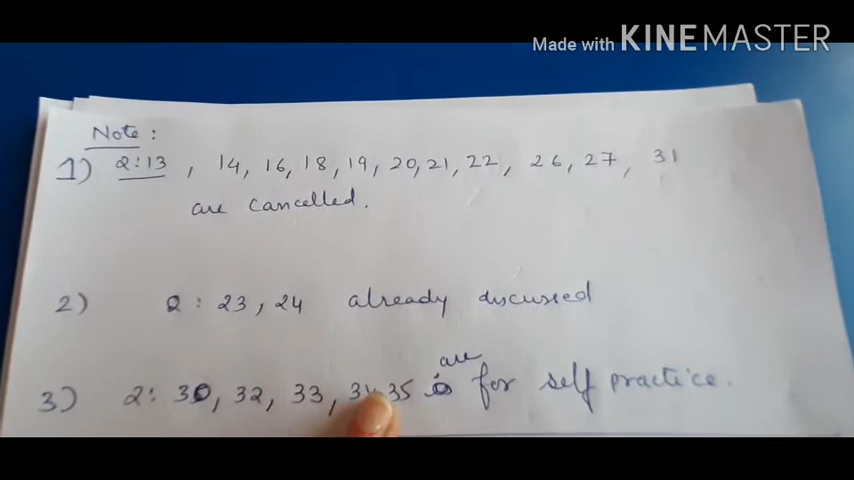 Made with KINEMASTER
Note :
1) Q:13 , 14, 16, 18, 19, 20, 21, 22, 26, 27, 31
are cancelled.
2) Q : 23, 24 already discussed
are
3) Q: 30, 32, 33, 34, 35 for self practice.